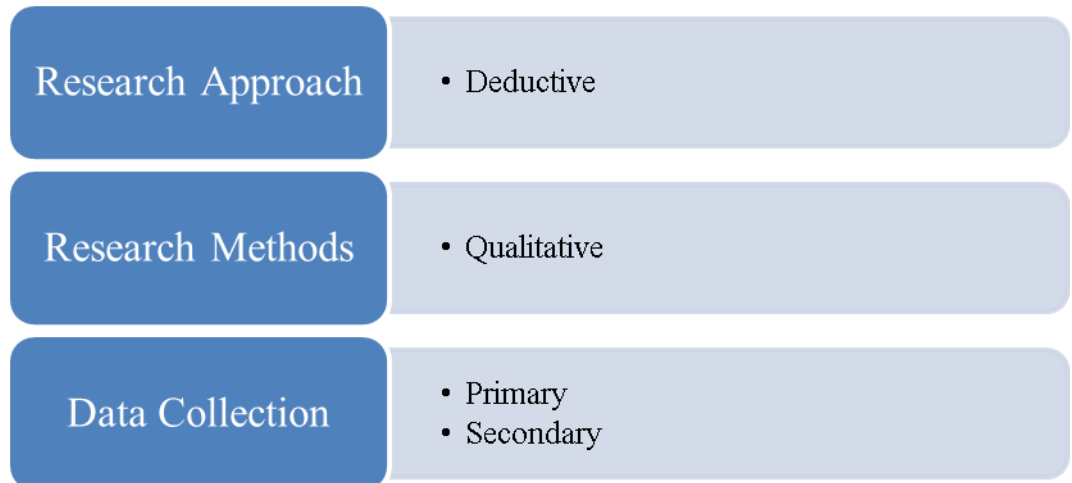 Research Approach
• Deductive
Research Methods
• Qualitative
Data Collection
• Primary
• Secondary